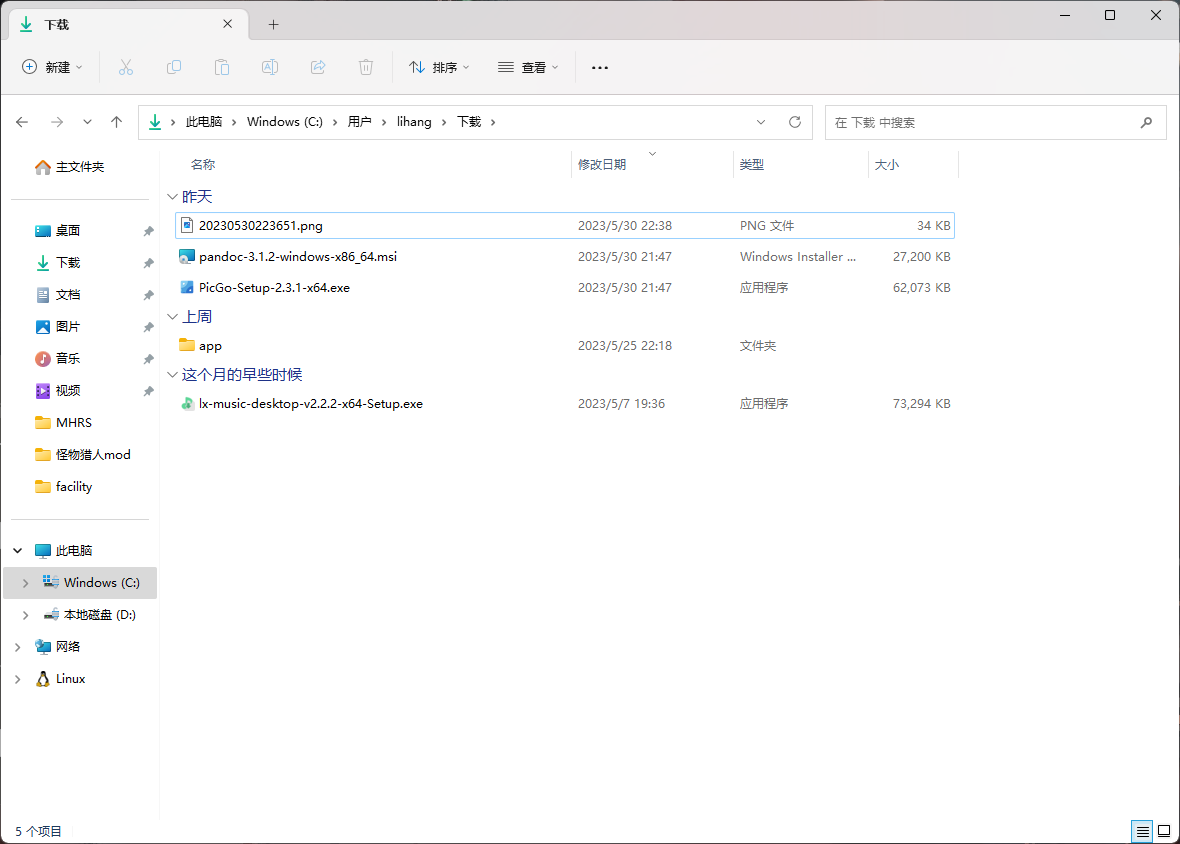 下载
新建
排序
查看
此电脑 Windows (C:) 用户 lihang 下载
在 下载 中搜索
主文件夹
桌面
下载
文档
图片
音乐
视频
MHRS
怪物猎人mod
facility
此电脑
Windows (C:)
本地磁盘 (D:)
网络
Linux
名称 修改日期 类型 大小
昨天
20230530223651.png 2023/5/30 22:38 PNG 文件 34 KB
pandoc-3.1.2-windows-x86_64.msi 2023/5/30 21:47 Windows Installer ... 27,200 KB
PicGo-Setup-2.3.1-x64.exe 2023/5/30 21:47 应用程序 62,073 KB
上周
app 2023/5/25 22:18 文件夹
这个月的早些时候
lx-music-desktop-v2.2.2-x64-Setup.exe 2023/5/7 19:36 应用程序 73,294 KB
5 个项目